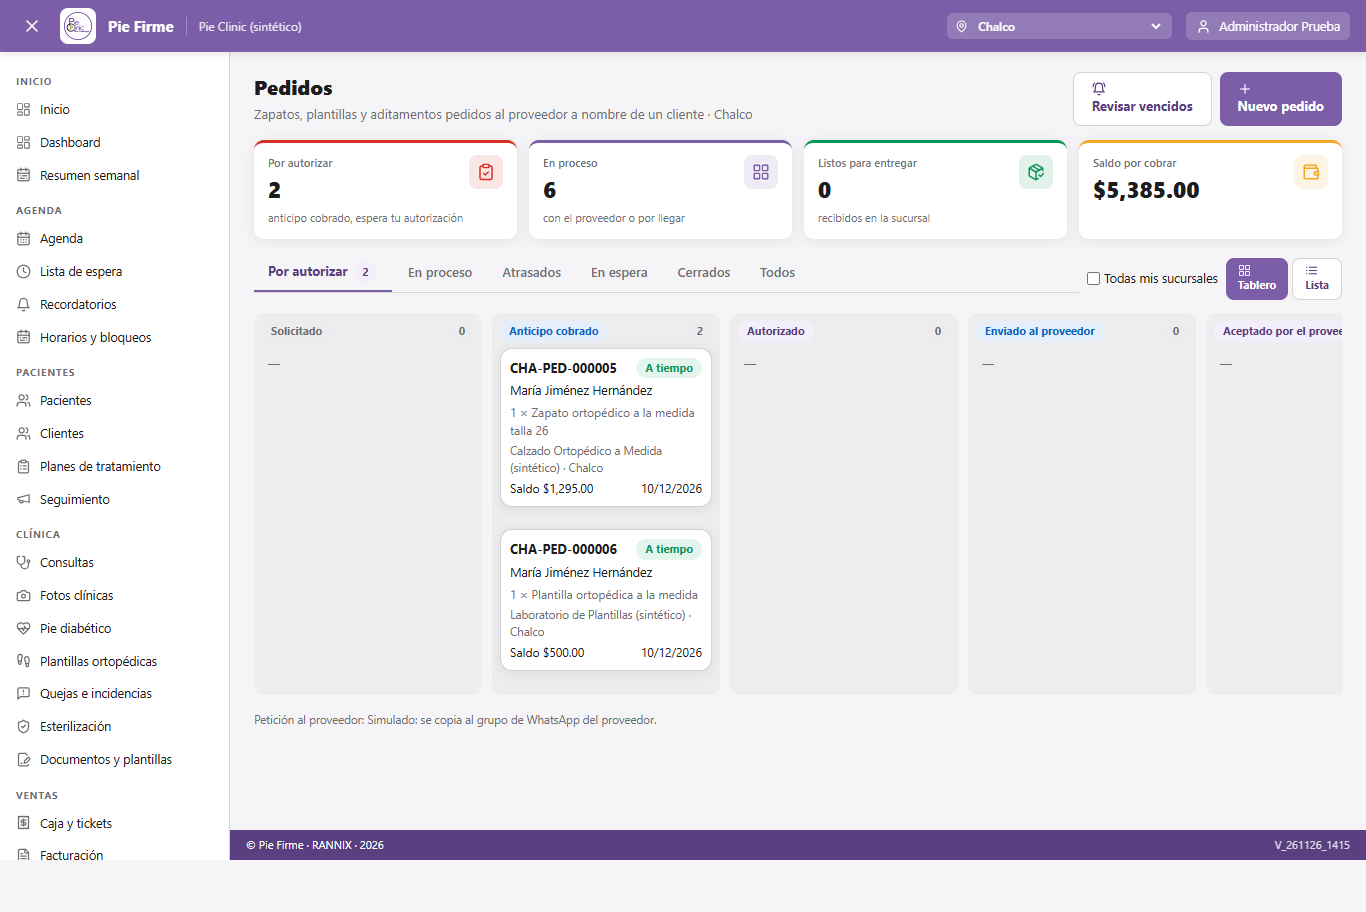 Pie Firme
Pie Clinic (sintético)
Chalco
Administrador Prueba
INICIO
Inicio
Dashboard
Resumen semanal
AGENDA
Agenda
Lista de espera
Recordatorios
Horarios y bloqueos
PACIENTES
Pacientes
Clientes
Planes de tratamiento
Seguimiento
CLÍNICA
Consultas
Fotos clínicas
Pie diabético
Plantillas ortopédicas
Quejas e incidencias
Esterilización
Documentos y plantillas
VENTAS
Caja y tickets
Facturación
Pedidos
Zapatos, plantillas y aditamentos pedidos al proveedor a nombre de un cliente · Chalco
Revisar vencidos
Nuevo pedido
Por autorizar
2
anticipo cobrado, espera tu autorización
En proceso
6
con el proveedor o por llegar
Listos para entregar
0
recibidos en la sucursal
Saldo por cobrar
$5,385.00
Por autorizar 2
En proceso
Atrasados
En espera
Cerrados
Todos
Todas mis sucursales
Tablero
Lista
Solicitado 0
—
Anticipo cobrado 2
CHA-PED-000005 A tiempo
María Jiménez Hernández
1 × Zapato ortopédico a la medida
talla 26
Calzado Ortopédico a Medida
(sintético) · Chalco
Saldo $1,295.00 10/12/2026
CHA-PED-000006 A tiempo
María Jiménez Hernández
1 × Plantilla ortopédica a la medida
Laboratorio de Plantillas (sintético) ·
Chalco
Saldo $500.00 10/12/2026
Autorizado 0
—
Enviado al proveedor 0
—
Aceptado por el provee
—
Petición al proveedor: Simulado: se copia al grupo de WhatsApp del proveedor.
© Pie Firme · RANNIX · 2026
V_261126_1415